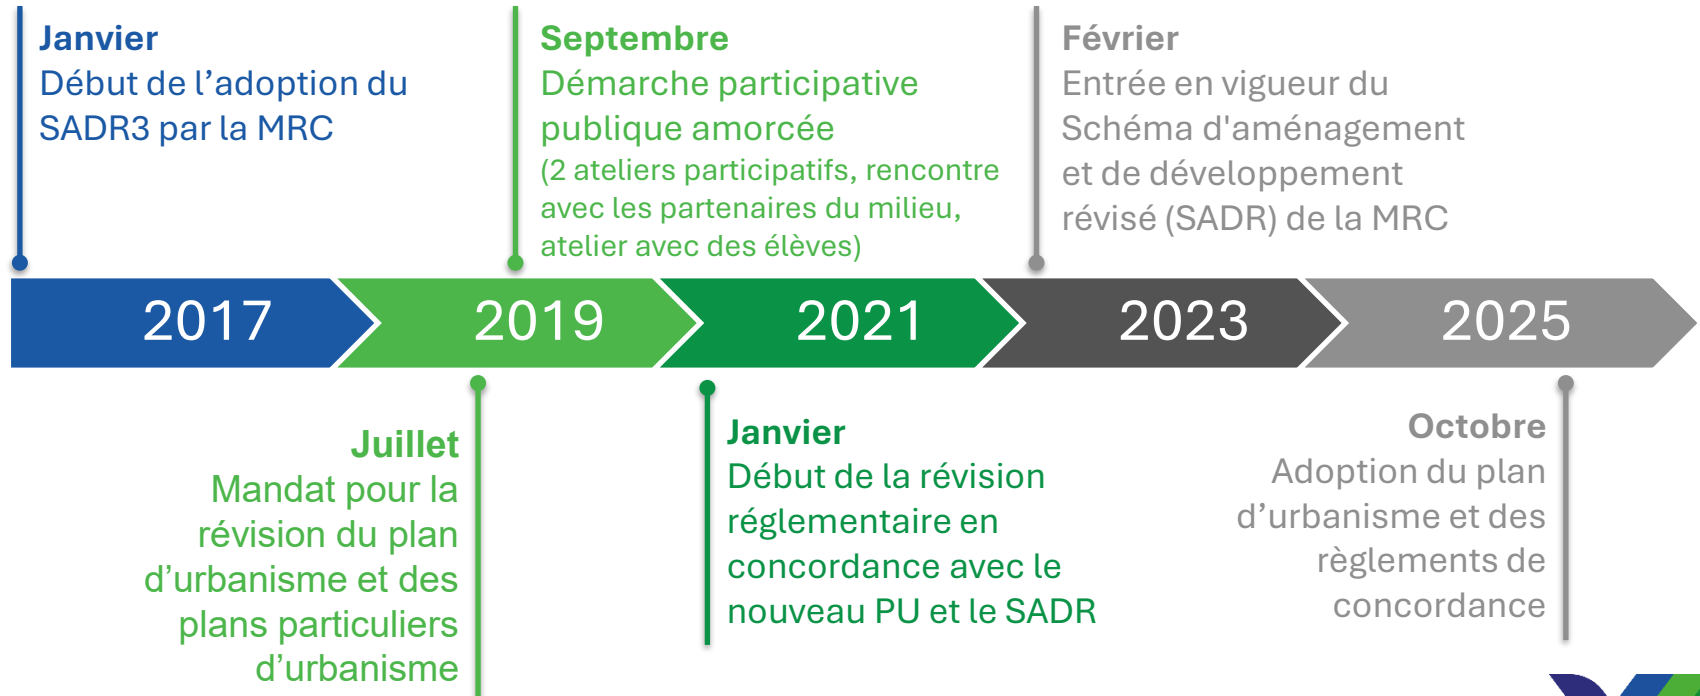 Janvier
Début de l’adoption du
SADR3 par la MRC
Septembre
Démarche participative
publique amorcée
(2 ateliers participatifs, rencontre
avec les partenaires du milieu,
atelier avec des élèves)
Février
Entrée en vigueur du
Schéma d'aménagement
et de développement
révisé (SADR) de la MRC
2017
2019
2021
2023
2025
Juillet
Mandat pour la
révision du plan
d’urbanisme et des
plans particuliers
d’urbanisme
Janvier
Début de la révision
réglementaire en
concordance avec le
nouveau PU et le SADR
Octobre
Adoption du plan
d’urbanisme et des
règlements de
concordance